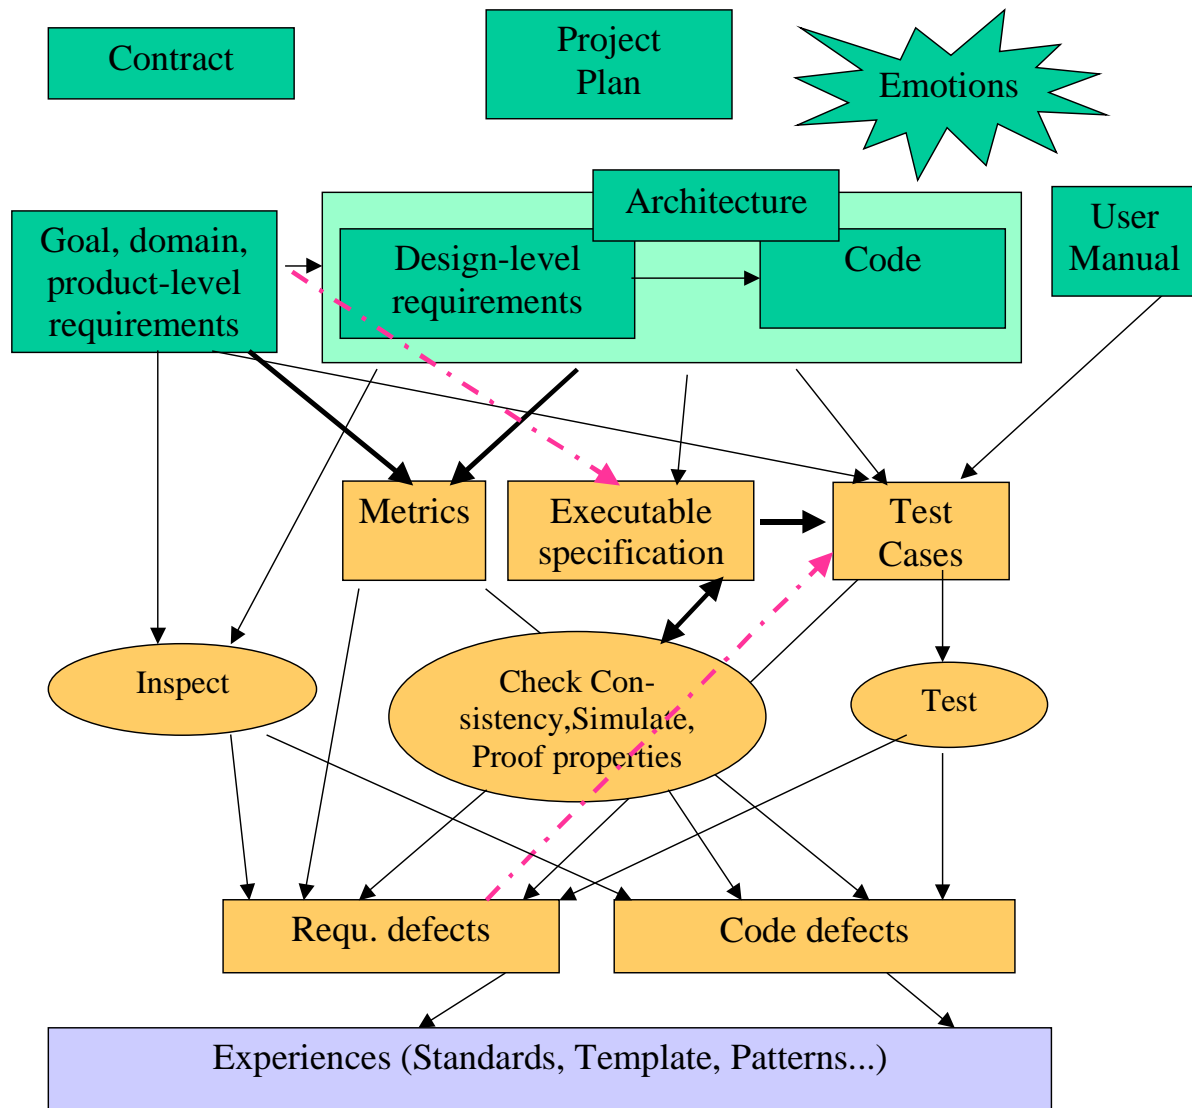 Contract
Project
Plan
Emotions
Architecture
User
Manual
Goal, domain,
product-level
requirements
Design-level
requirements
Code
Metrics
Executable
specification
Test
Cases
Inspect
Check Con-
sistency,Simulate,
Proof properties
Test
Requ. defects
Code defects
Experiences (Standards, Template, Patterns...)